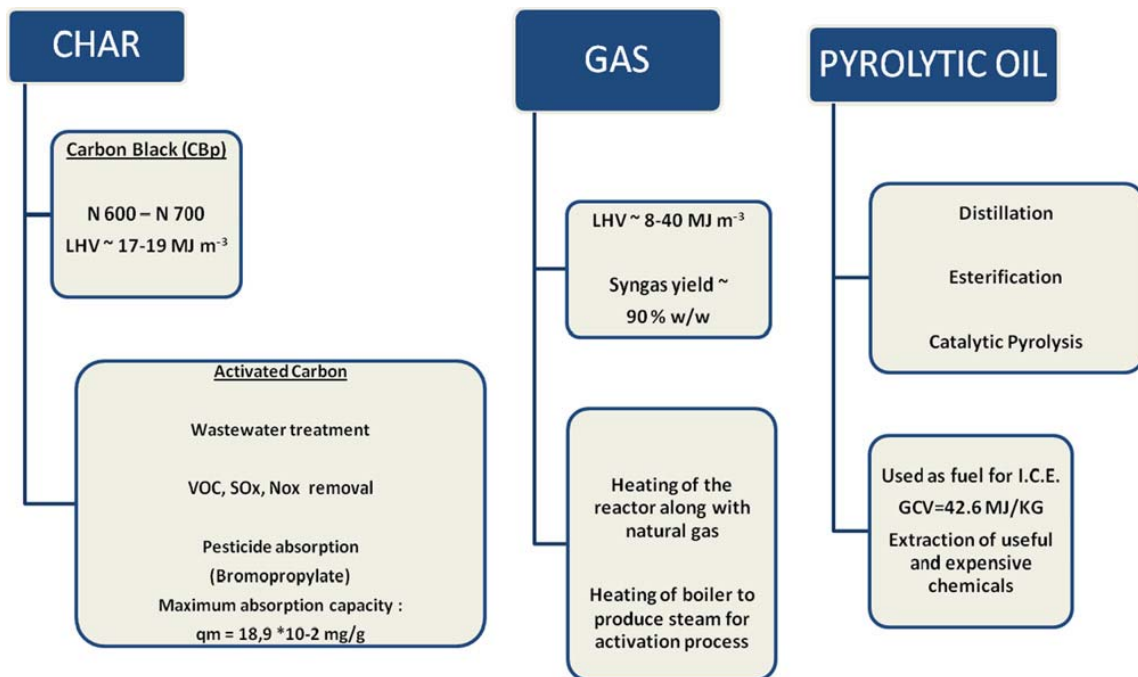 CHAR
Carbon Black (CBp)
N 600 – N 700
LHV ~ 17-19 MJ m⁻³
Activated Carbon
Wastewater treatment
VOC, SOx, Nox removal
Pesticide absorption
(Bromopropylate)
Maximum absorption capacity :
qm = 18,9 *10-2 mg/g
GAS
LHV ~ 8-40 MJ m⁻³
Syngas yield ~
90 % w/w
Heating of the
reactor along with
natural gas
Heating of boiler to
produce steam for
activation process
PYROLYTIC OIL
Distillation
Esterification
Catalytic Pyrolysis
Used as fuel for I.C.E.
GCV=42.6 MJ/KG
Extraction of useful
and expensive
chemicals